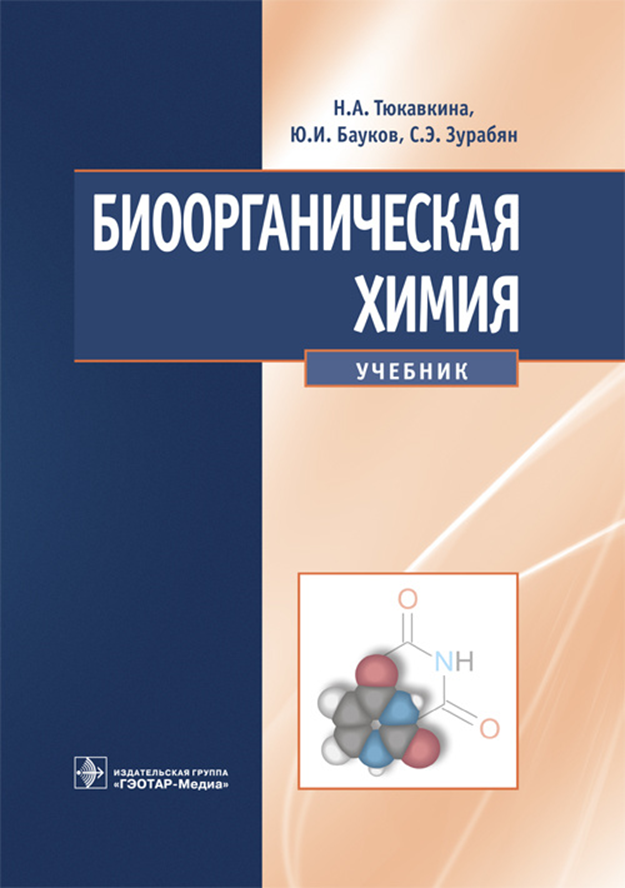 Н.А. Тюкавкина,
Ю.И. Бауков, С.Э. Зурабян
БИООРГАНИЧЕСКАЯ
ХИМИЯ
УЧЕБНИК
O
NH
O
ИЗДАТЕЛЬСКАЯ ГРУППА
«ГЭОТАР-Медиа»